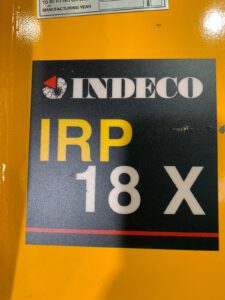 MANUFACTURING YEAR
INDECO
IRP
18 X